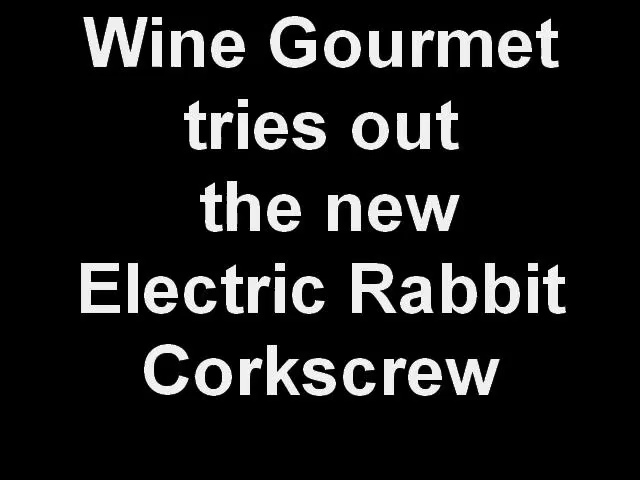 Wine Gourmet
tries out
the new
Electric Rabbit
Corkscrew